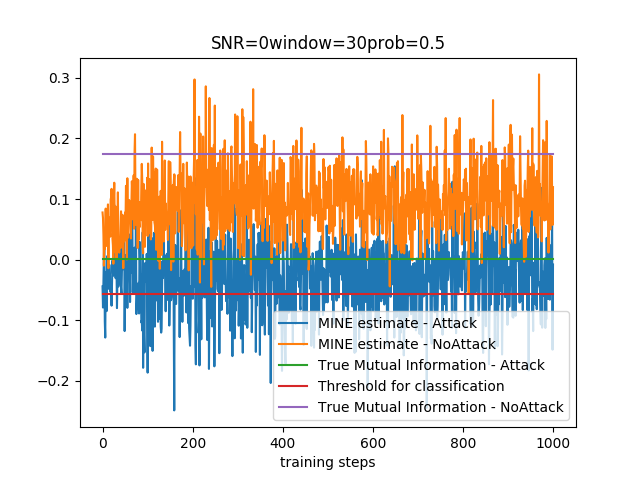 SNR=0window=30prob=0.5
0.3
0.2
0.1
0.0
−0.1
−0.2
MINE estimate - Attack
MINE estimate - NoAttack
True Mutual Information - Attack
Threshold for classification
True Mutual Information - NoAttack
0 200 400 600 800 1000
training steps